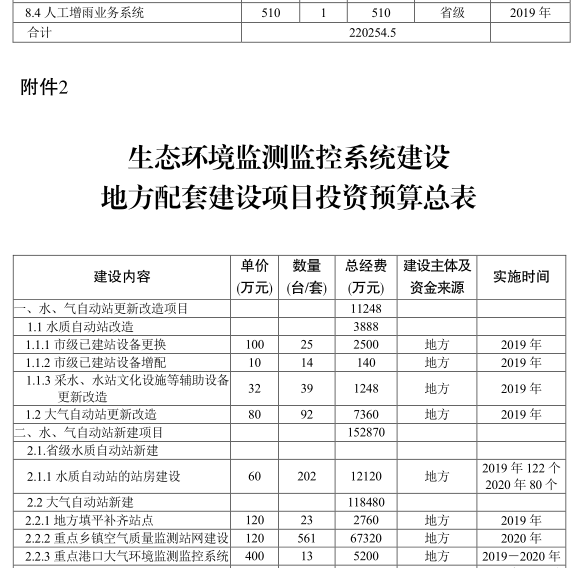 8.4 人工增雨业务系统 510 1 510 省级 2019 年
合计 220254.5
附件2
生态环境监测监控系统建设
地方配套建设项目投资预算总表
建设内容 单价(万元) 数量(台/套) 总经费(万元) 建设主体及资金来源 实施时间
一、水、气自动站更新改造项目 11248
1.1 水质自动站改造 3888
1.1.1 市级已建站设备更换 100 25 2500 地方 2019 年
1.1.2 市级已建站设备增配 10 14 140 地方 2019 年
1.1.3 采水、水站文化设施等辅助设备更新改造 32 39 1248 地方 2019 年
1.2 大气自动站更新改造 80 92 7360 地方 2019 年
二、水、气自动站新建项目 152870
2.1.省级水质自动站新建
2.1.1 水质自动站的站房建设 60 202 12120 地方 2019 年 122 个 2020 年 80 个
2.2 大气自动站新建 118480
2.2.1 地方填平补齐站点 120 23 2760 地方 2019 年
2.2.2 重点乡镇空气质量监测站网建设 120 561 67320 地方 2020 年
2.2.3 重点港口大气环境监测监控系统 400 13 5200 地方 2019－2020 年